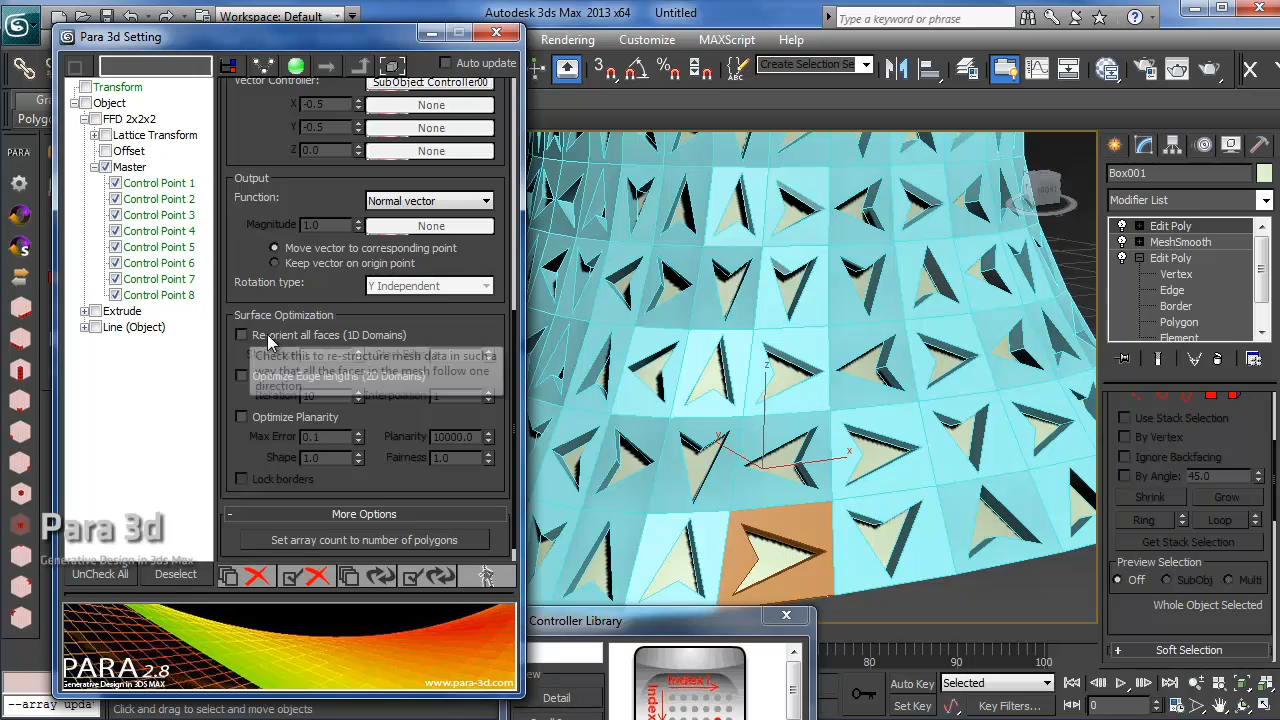 Workspace: Default
Autodesk 3ds Max 2013 x64 Untitled
Type a keyword or phrase
Para 3d Setting
Rendering Customize MAXScript Help
Auto update
Create Selection Se
Transform
Object
FFD 2x2x2
Lattice Transform
Offset
Master
Control Point 1
Control Point 2
Control Point 3
Control Point 4
Control Point 5
Control Point 6
Control Point 7
Control Point 8
Extrude
Line (Object)
UnCheck All Deselect
Vector Controller: SubObject Controller00
X -0.5 None
Y -0.5 None
Z 0.0 None
Output
Function: Normal vector
Magnitude 1.0 None
Move vector to corresponding point
Keep vector on origin point
Rotation type: Y Independent
Surface Optimization
Re-orient all faces (1D Domains)
Check this to re-structure mesh data in such a
way that all the faces in the mesh follow one
direction
Optimize Edge lengths (2D Domains)
Iteration 10 Interpolation 1
Optimize Planarity
Max Error 0.1 Planarity 10000.0
Shape 1.0 Fairness 1.0
Lock borders
- More Options
Set array count to number of polygons
Para 3d
Generative Design in 3ds Max
PARA 2.8
Generative Design in 3DS MAX
www.para-3d.com
Gra
Polyg
PARA
z
y
x
FRONT
Box001
Modifier List
Edit Poly
MeshSmooth
Edit Poly
Vertex
Edge
Border
Polygon
Element
Use Stack Selection
By Vertex
Ignore Backfacing
By Angle: 45.0
Shrink Grow
Ring Loop
Get Stack Selection
Preview Selection
Off SubObj Multi
Whole Object Selected
+ Soft Selection
Controller Library
Detail
Index I
Index
80 90 100
Auto Key Selected
Set Key Key Filters... 0
array upda
Click and drag to select and move objects